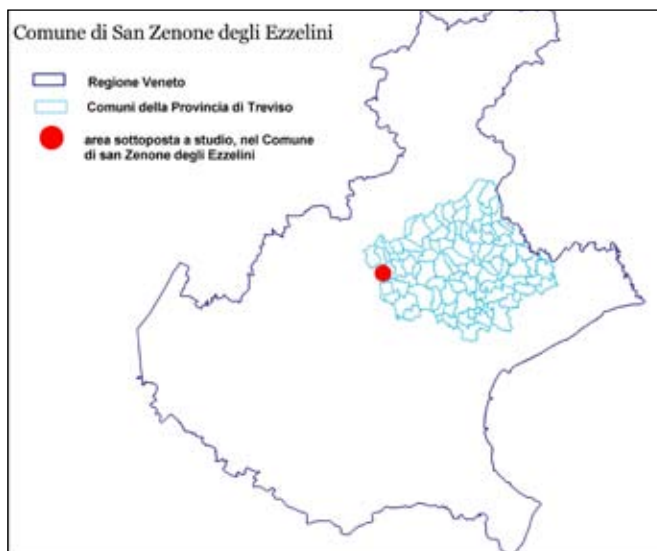 Comune di San Zenone degli Ezzelini
Regione Veneto
Comuni della Provincia di Treviso
area sottoposta a studio, nel Comune
di san Zenone degli Ezzelini